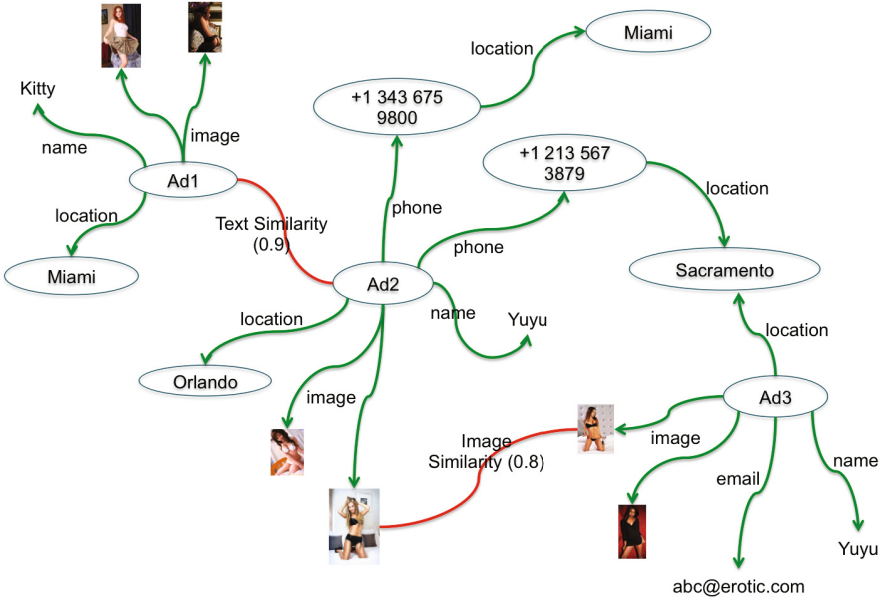 Miami
location
+1 343 675
9800
Kitty
name
image
Ad1
+1 213 567
3879
location
location
Text Similarity
(0.9)
phone
phone
Miami
Sacramento
Ad2
location
name
Yuyu
location
Orlando
image
Ad3
Image
Similarity (0.8)
image
email
name
Yuyu
abc@erotic.com